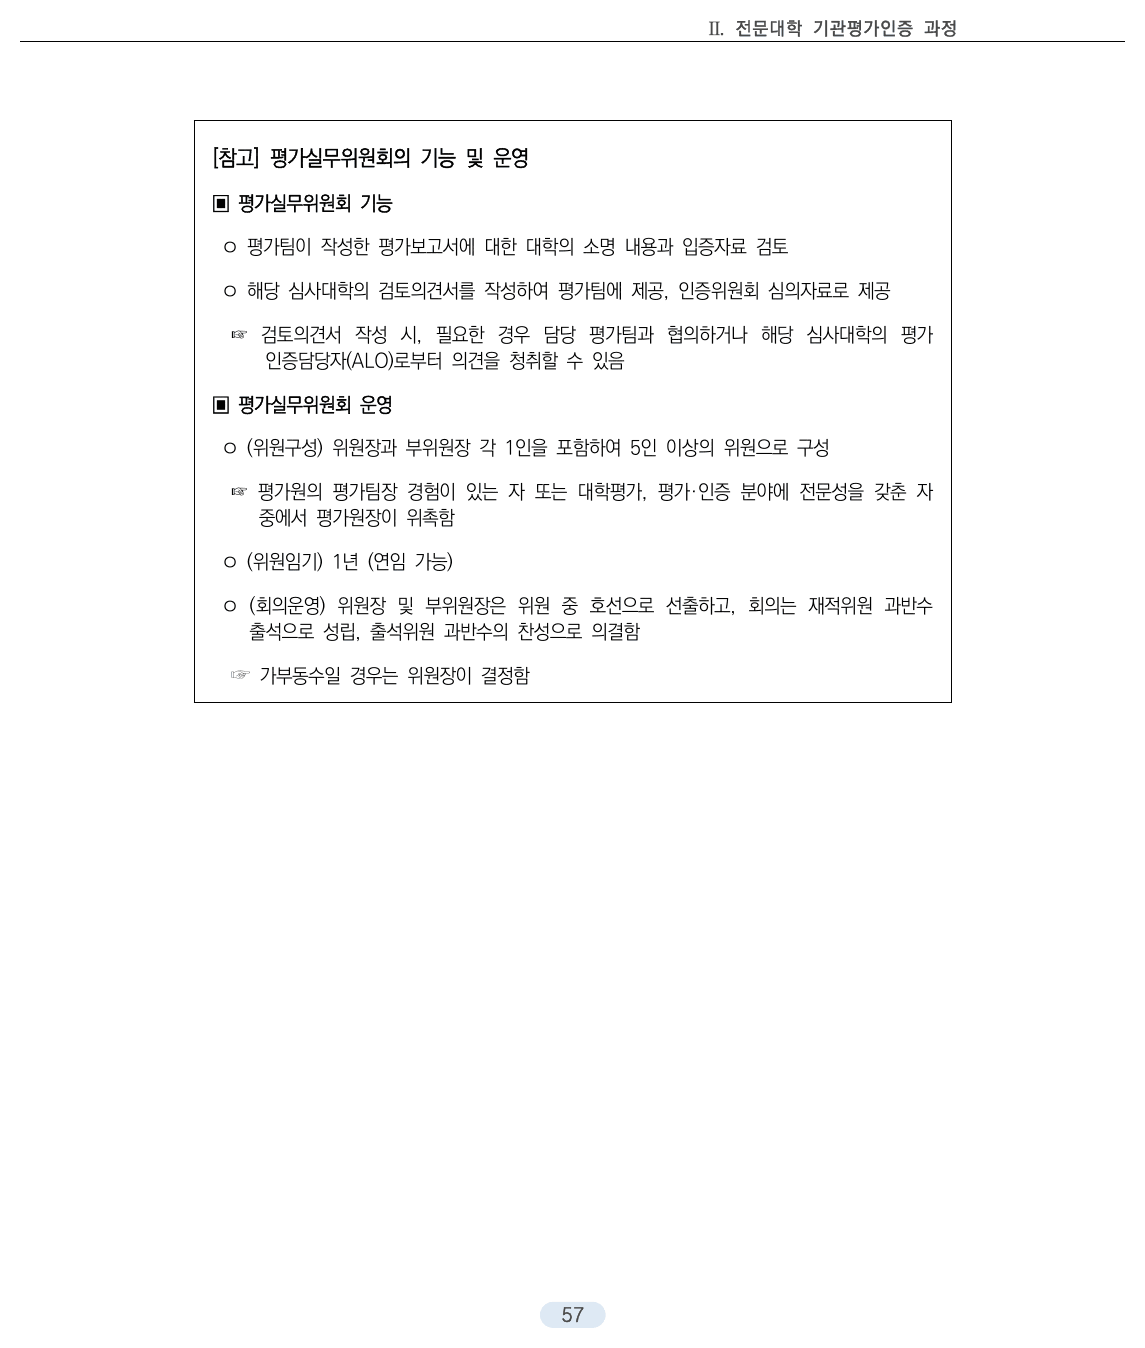 Ⅱ. 전문대학 기관평가인증 과정
[참고] 평가실무위원회의 기능 및 운영
▣ 평가실무위원회 기능
ㅇ 평가팀이 작성한 평가보고서에 대한 대학의 소명 내용과 입증자료 검토
ㅇ 해당 심사대학의 검토의견서를 작성하여 평가팀에 제공, 인증위원회 심의자료로 제공
☞ 검토의견서 작성 시, 필요한 경우 담당 평가팀과 협의하거나 해당 심사대학의 평가
인증담당자(ALO)로부터 의견을 청취할 수 있음
▣ 평가실무위원회 운영
ㅇ (위원구성) 위원장과 부위원장 각 1인을 포함하여 5인 이상의 위원으로 구성
☞ 평가원의 평가팀장 경험이 있는 자 또는 대학평가, 평가·인증 분야에 전문성을 갖춘 자
중에서 평가원장이 위촉함
ㅇ (위원임기) 1년 (연임 가능)
ㅇ (회의운영) 위원장 및 부위원장은 위원 중 호선으로 선출하고, 회의는 재적위원 과반수
출석으로 성립, 출석위원 과반수의 찬성으로 의결함
☞ 가부동수일 경우는 위원장이 결정함
57